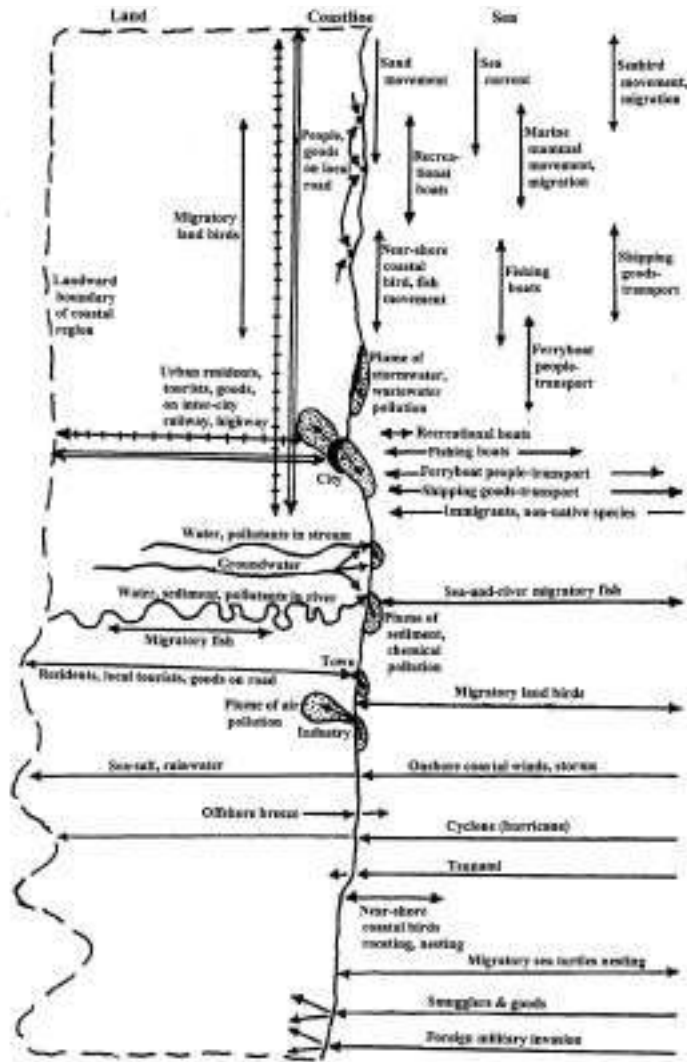 Land
Coastline
Sea
Sand
movement
Sea
current
Seabird
movement,
migration
People,
goods
on local
road
Recrea-
tional
boats
Marine
mammal
movement,
migration
Migratory
land birds
Near-shore
coastal
bird, fish
movement
Fishing
boats
Shipping
goods-
transport
Landward
boundary
of coastal
region
Urban residents,
tourists, goods,
on inter-city
railway, highway
Plume of
stormwater,
wastewater
pollution
Ferryboat
people-
transport
Recreational boats
Fishing boats
City
Ferryboat people-transport
Shipping goods-transport
Immigrants, non-native species
Water, pollutants in stream
Groundwater
Water, sediment, pollutants in river
Sea-and-river migratory fish
Migratory fish
Plume of
sediment,
chemical
pollution
Town
Residents, local tourists, goods on road
Migratory land birds
Plume of air
pollution
Industry
Sea-salt, rainwater
Onshore coastal winds, storms
Offshore breeze
Cyclone (hurricane)
Tsunami
Near-shore
coastal birds
roosting, nesting
Migratory sea turtles nesting
Smugglers & goods
Foreign military invasion